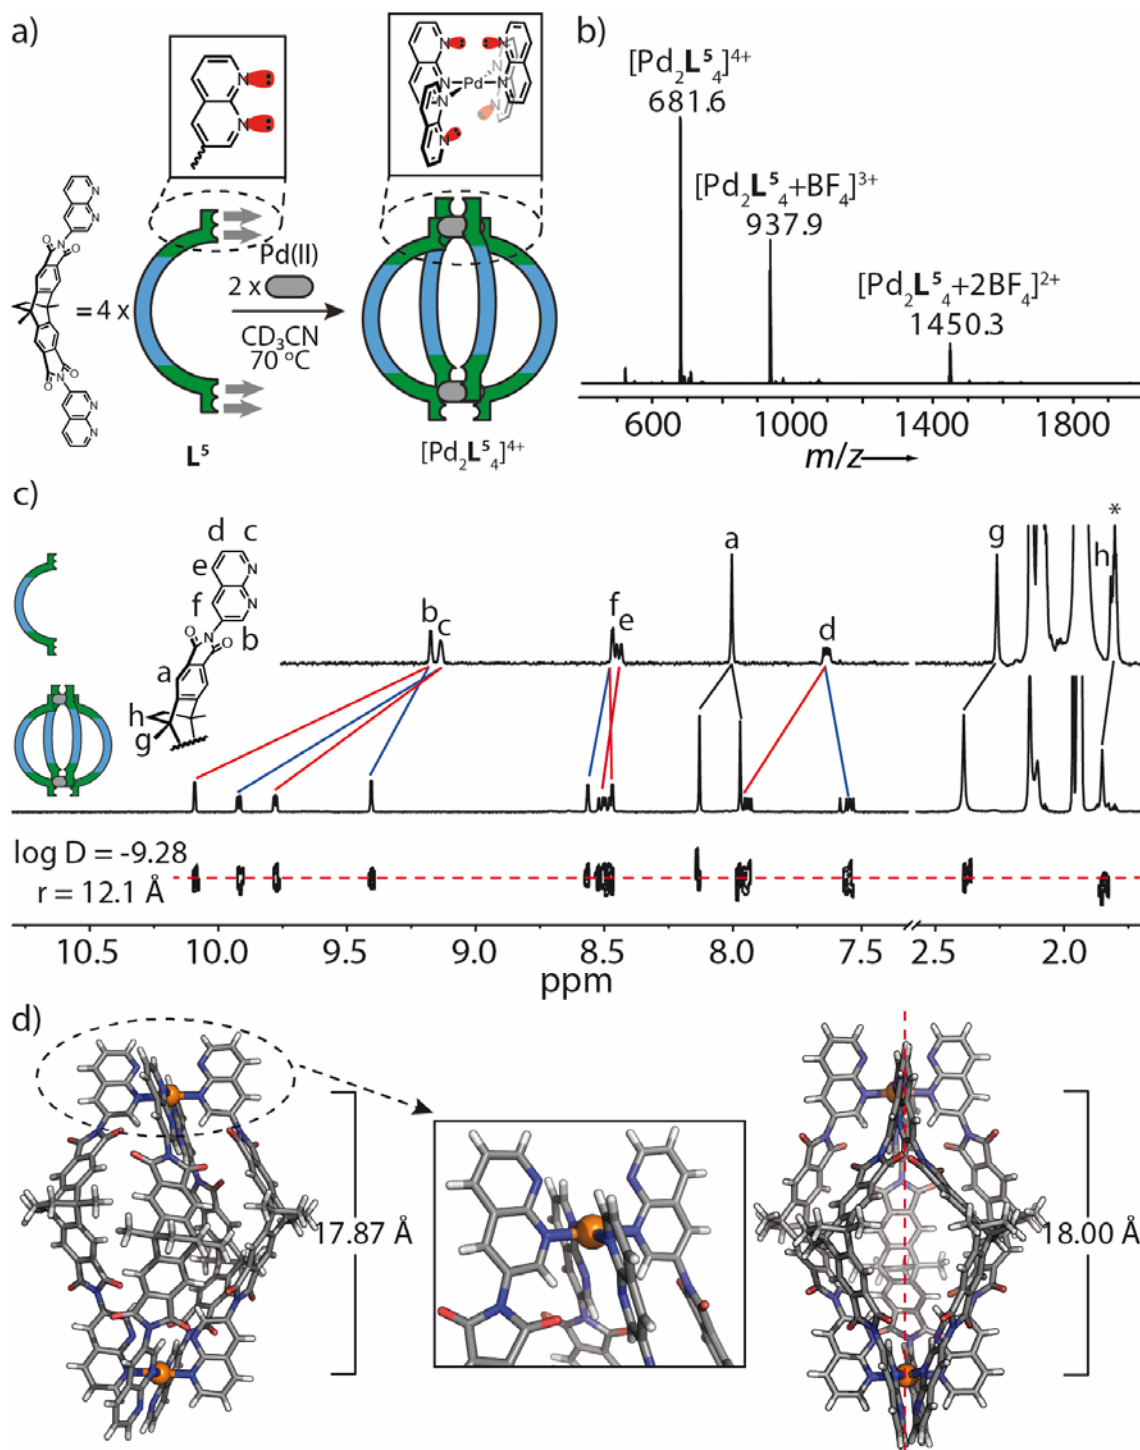 a)
N
N
N
N
N
N
Pd
N
N
N
N
N
N
O
N
O
O
N
O
N
N
= 4 x
Pd(II)
2 x
CD₃CN
70 °C
L⁵
[Pd₂L⁵₄]⁴⁺
b)
[Pd₂L⁵₄]⁴⁺
681.6
[Pd₂L⁵₄+BF₄]³⁺
937.9
[Pd₂L⁵₄+2BF₄]²⁺
1450.3
600
1000
1400
1800
m/z
c)
d
c
e
N
f
N
O
N
O
b
a
h
g
b
c
f
e
a
d
g
h
*
log D = -9.28
r = 12.1 Å
10.5
10.0
9.5
9.0
8.5
8.0
7.5
2.5
2.0
ppm
d)
17.87 Å
18.00 Å